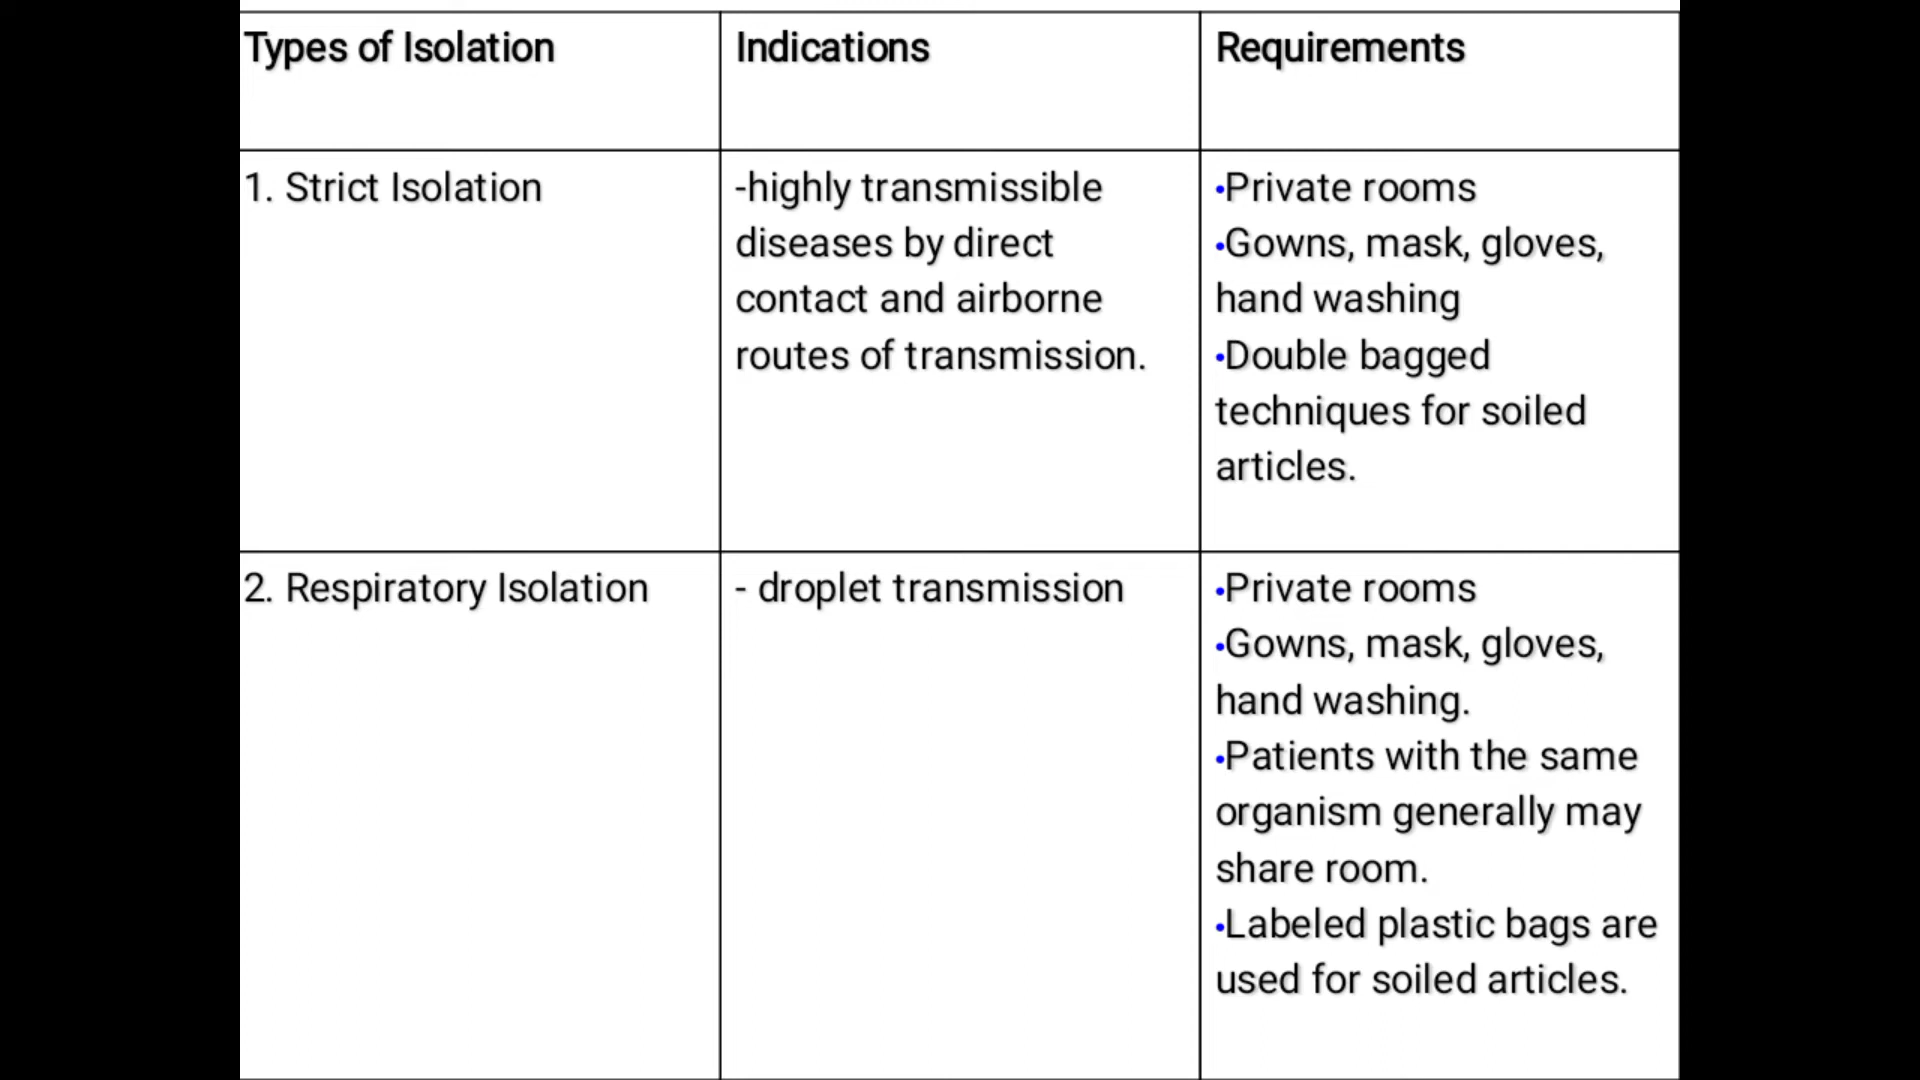 Types of Isolation
Indications
Requirements
1. Strict Isolation
-highly transmissible
diseases by direct
contact and airborne
routes of transmission.
•Private rooms
•Gowns, mask, gloves,
hand washing
•Double bagged
techniques for soiled
articles.
2. Respiratory Isolation
- droplet transmission
•Private rooms
•Gowns, mask, gloves,
hand washing.
•Patients with the same
organism generally may
share room.
•Labeled plastic bags are
used for soiled articles.